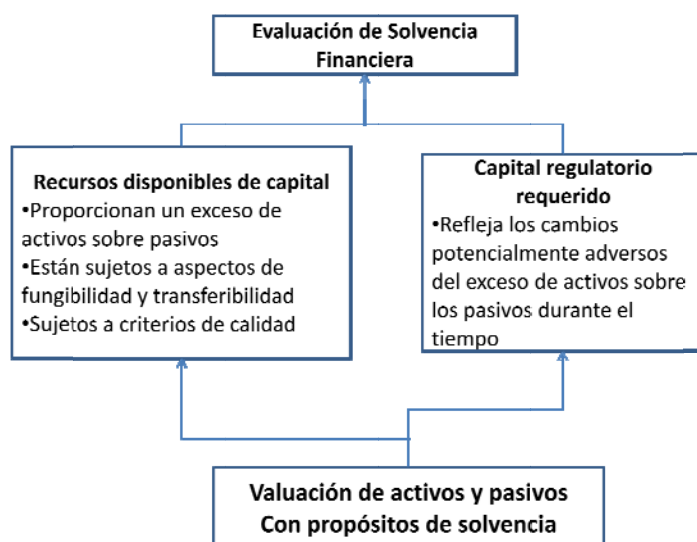 Evaluación de Solvencia
Financiera
Recursos disponibles de capital
•Proporcionan un exceso de
activos sobre pasivos
•Están sujetos a aspectos de
fungibilidad y transferibilidad
•Sujetos a criterios de calidad
Capital regulatorio
requerido
•Refleja los cambios
potencialmente adversos
del exceso de activos sobre
los pasivos durante el
tiempo
Valuación de activos y pasivos
Con propósitos de solvencia